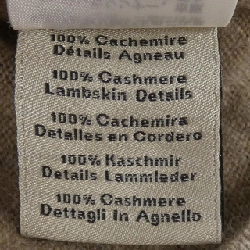 100% Cachemire
Détails Agneau
100% Cashmere
Lambskin Details
100% Cachemira
Detalles en Cordero
100% Kaschmir
Details Lammleder
100% Cashmere
Dettagli In Agnello